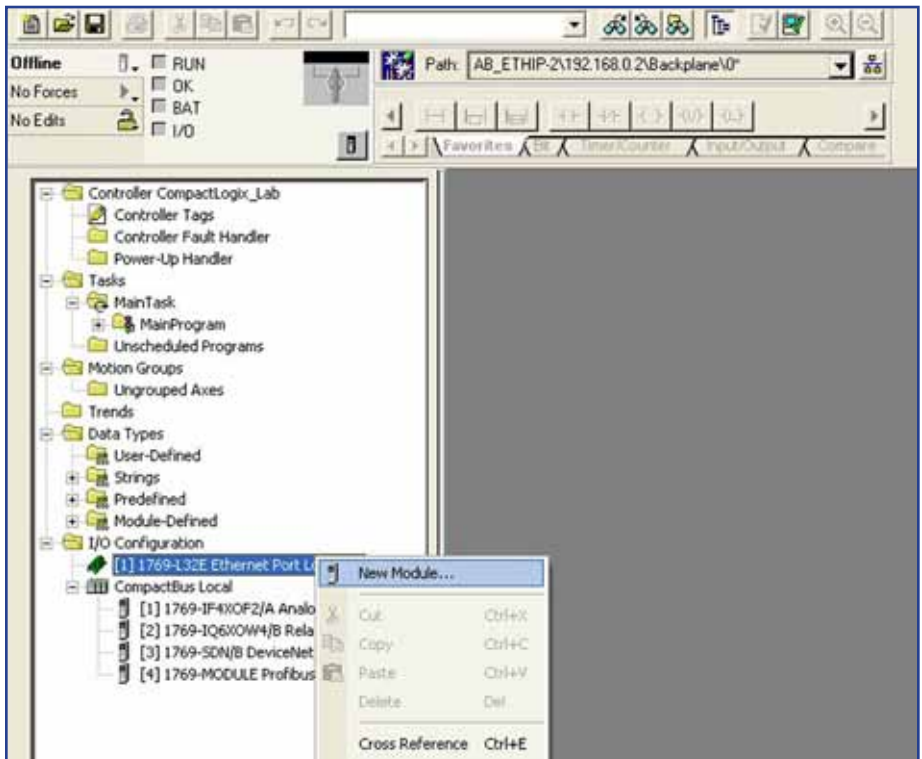 Offline
RUN
No Forces
OK
No Edits
BAT
I/O
Path: AB_ETHIP-2\192.168.0.2\Backplane\0*
Favorites
Bit
Timer/Counter
Input/Output
Compare
Controller CompactLogix_Lab
Controller Tags
Controller Fault Handler
Power-Up Handler
Tasks
MainTask
MainProgram
Unscheduled Programs
Motion Groups
Ungrouped Axes
Trends
Data Types
User-Defined
Strings
Predefined
Module-Defined
I/O Configuration
[1] 1769-L32E Ethernet Port Lo
CompactBus Local
[1] 1769-IF4XOF2/A Analo
[2] 1769-IQ6XOW4/B Rela
[3] 1769-SDN/B DeviceNet
[4] 1769-MODULE Profibus
New Module...
Cut Ctrl+X
Copy Ctrl+C
Paste Ctrl+V
Delete Del
Cross Reference Ctrl+E